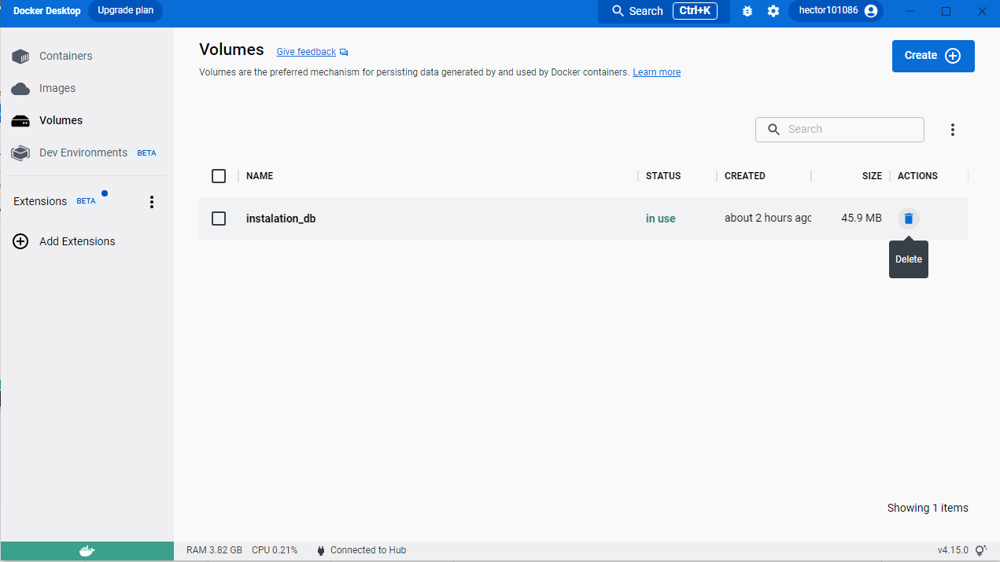 Docker Desktop Upgrade plan Search Ctrl+K hector101086
Containers
Images
Volumes
Dev Environments BETA
Extensions BETA
Add Extensions
Volumes Give feedback
Create
Volumes are the preferred mechanism for persisting data generated by and used by Docker containers. Learn more
Search
NAME STATUS CREATED SIZE ACTIONS
instalation_db in use about 2 hours ago 45.9 MB
Delete
Showing 1 items
RAM 3.82 GB CPU 0.21% Connected to Hub v4.15.0